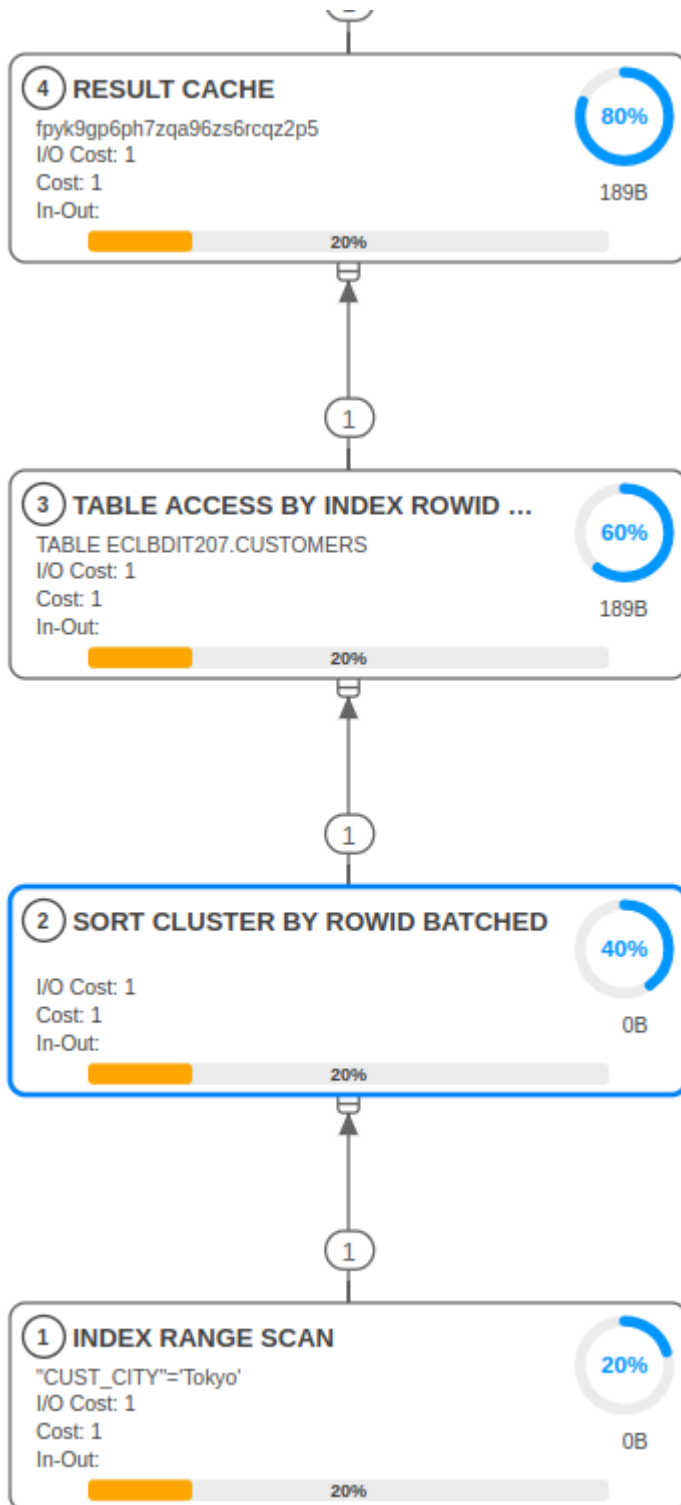 4 RESULT CACHE
80%
fpyk9gp6ph7zqa96zs6rcqz2p5
I/O Cost: 1
Cost: 1
189B
In-Out:
20%
1
3 TABLE ACCESS BY INDEX ROWID ...
60%
TABLE ECLBDIT207.CUSTOMERS
I/O Cost: 1
Cost: 1
189B
In-Out:
20%
1
2 SORT CLUSTER BY ROWID BATCHED
40%
I/O Cost: 1
Cost: 1
0B
In-Out:
20%
1
1 INDEX RANGE SCAN
20%
"CUST_CITY"='Tokyo'
I/O Cost: 1
Cost: 1
0B
In-Out:
20%